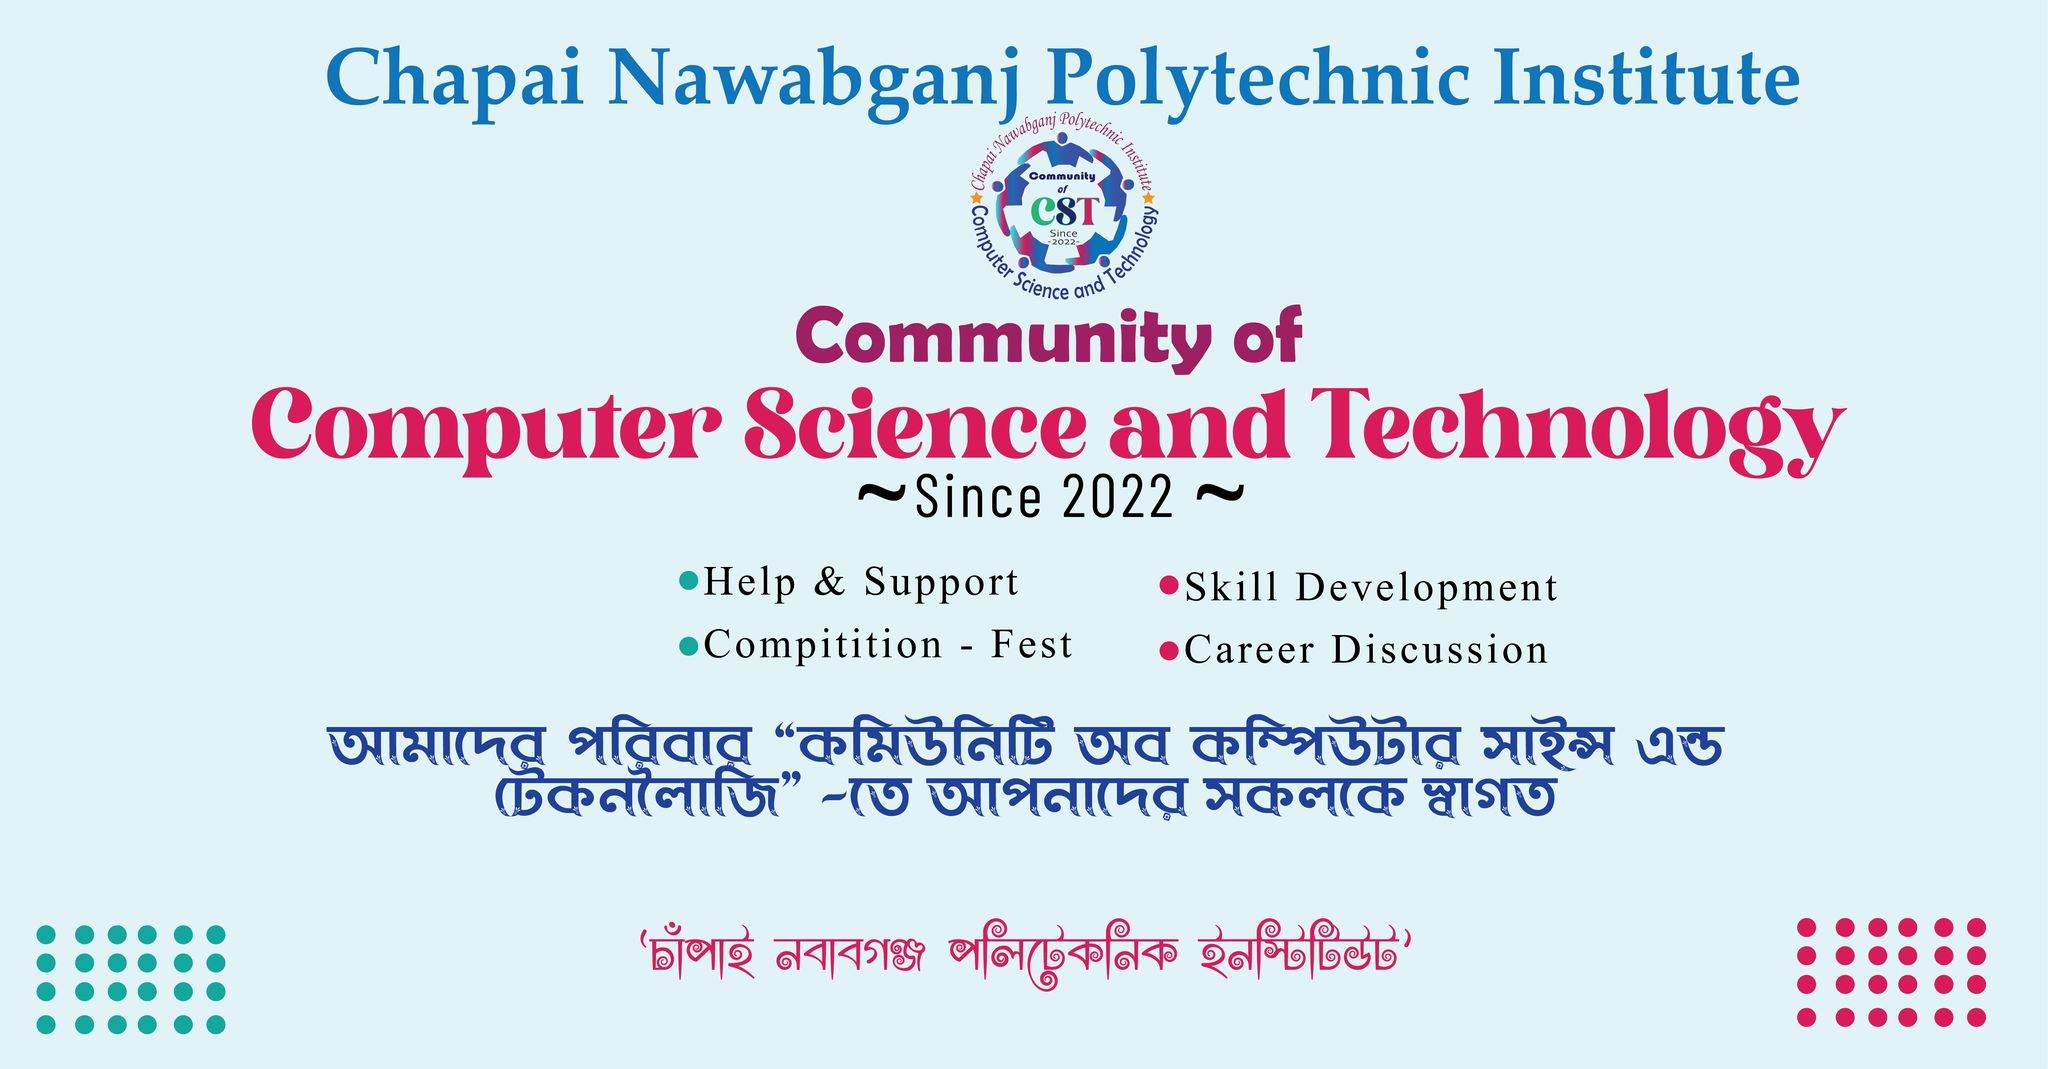 Chapai Nawabganj Polytechnic Institute
Chapai Nawabganj Polytechnic Institute
Community
of
CST
Since
-2022-
Computer Science and Technology
Community of
Computer Science and Technology
~Since 2022 ~
Help & Support
Skill Development
Compitition - Fest
Career Discussion
আমাদের পরিবার “কমিউনিটি অব কম্পিউটার সাইন্স এন্ড
টেকনলোজি” -তে আপনাদের সকলকে স্বাগত
‘চাঁপাই নবাবগঞ্জ পলিটেকনিক ইনস্টিটিউট’